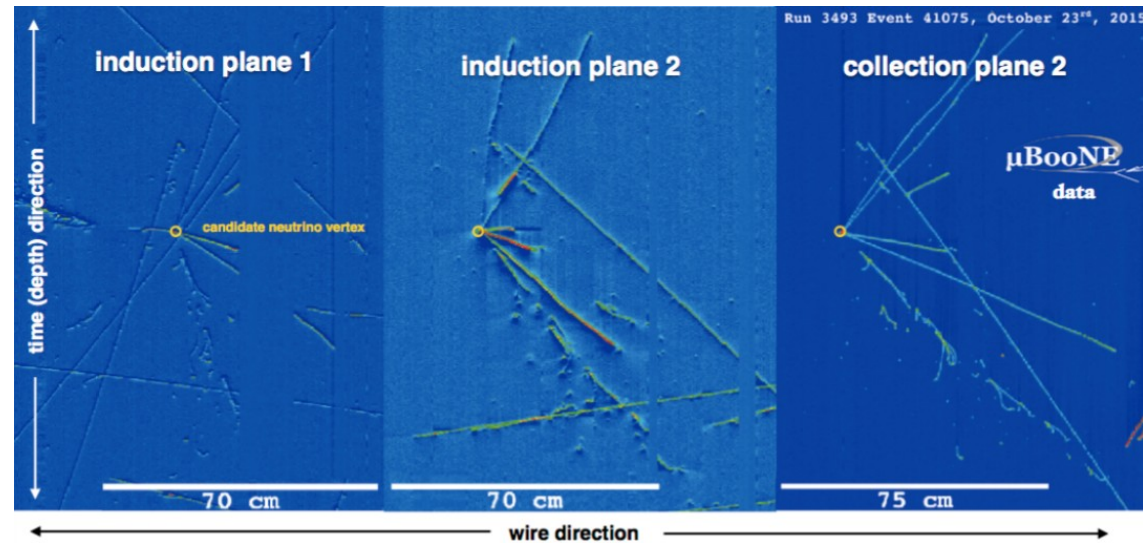 Run 3493 Event 41075, October 23rd, 2015
induction plane 1
induction plane 2
collection plane 2
µBooNE
data
candidate neutrino vertex
time (depth) direction
70 cm
70 cm
75 cm
wire direction